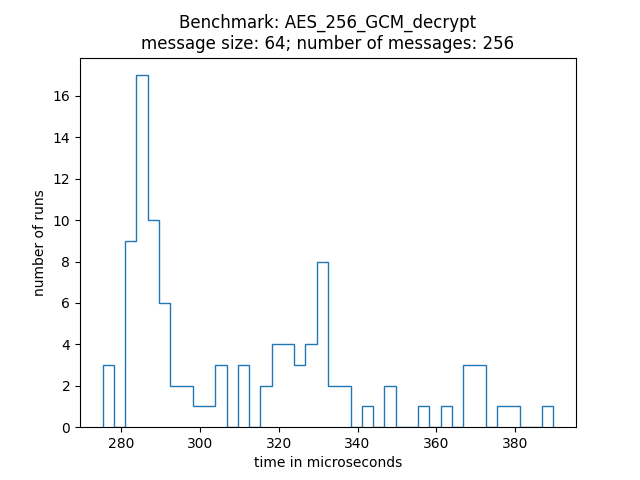 Benchmark: AES_256_GCM_decrypt
message size: 64; number of messages: 256
16
14
12
10
8
6
4
2
0
number of runs
280 300 320 340 360 380
time in microseconds